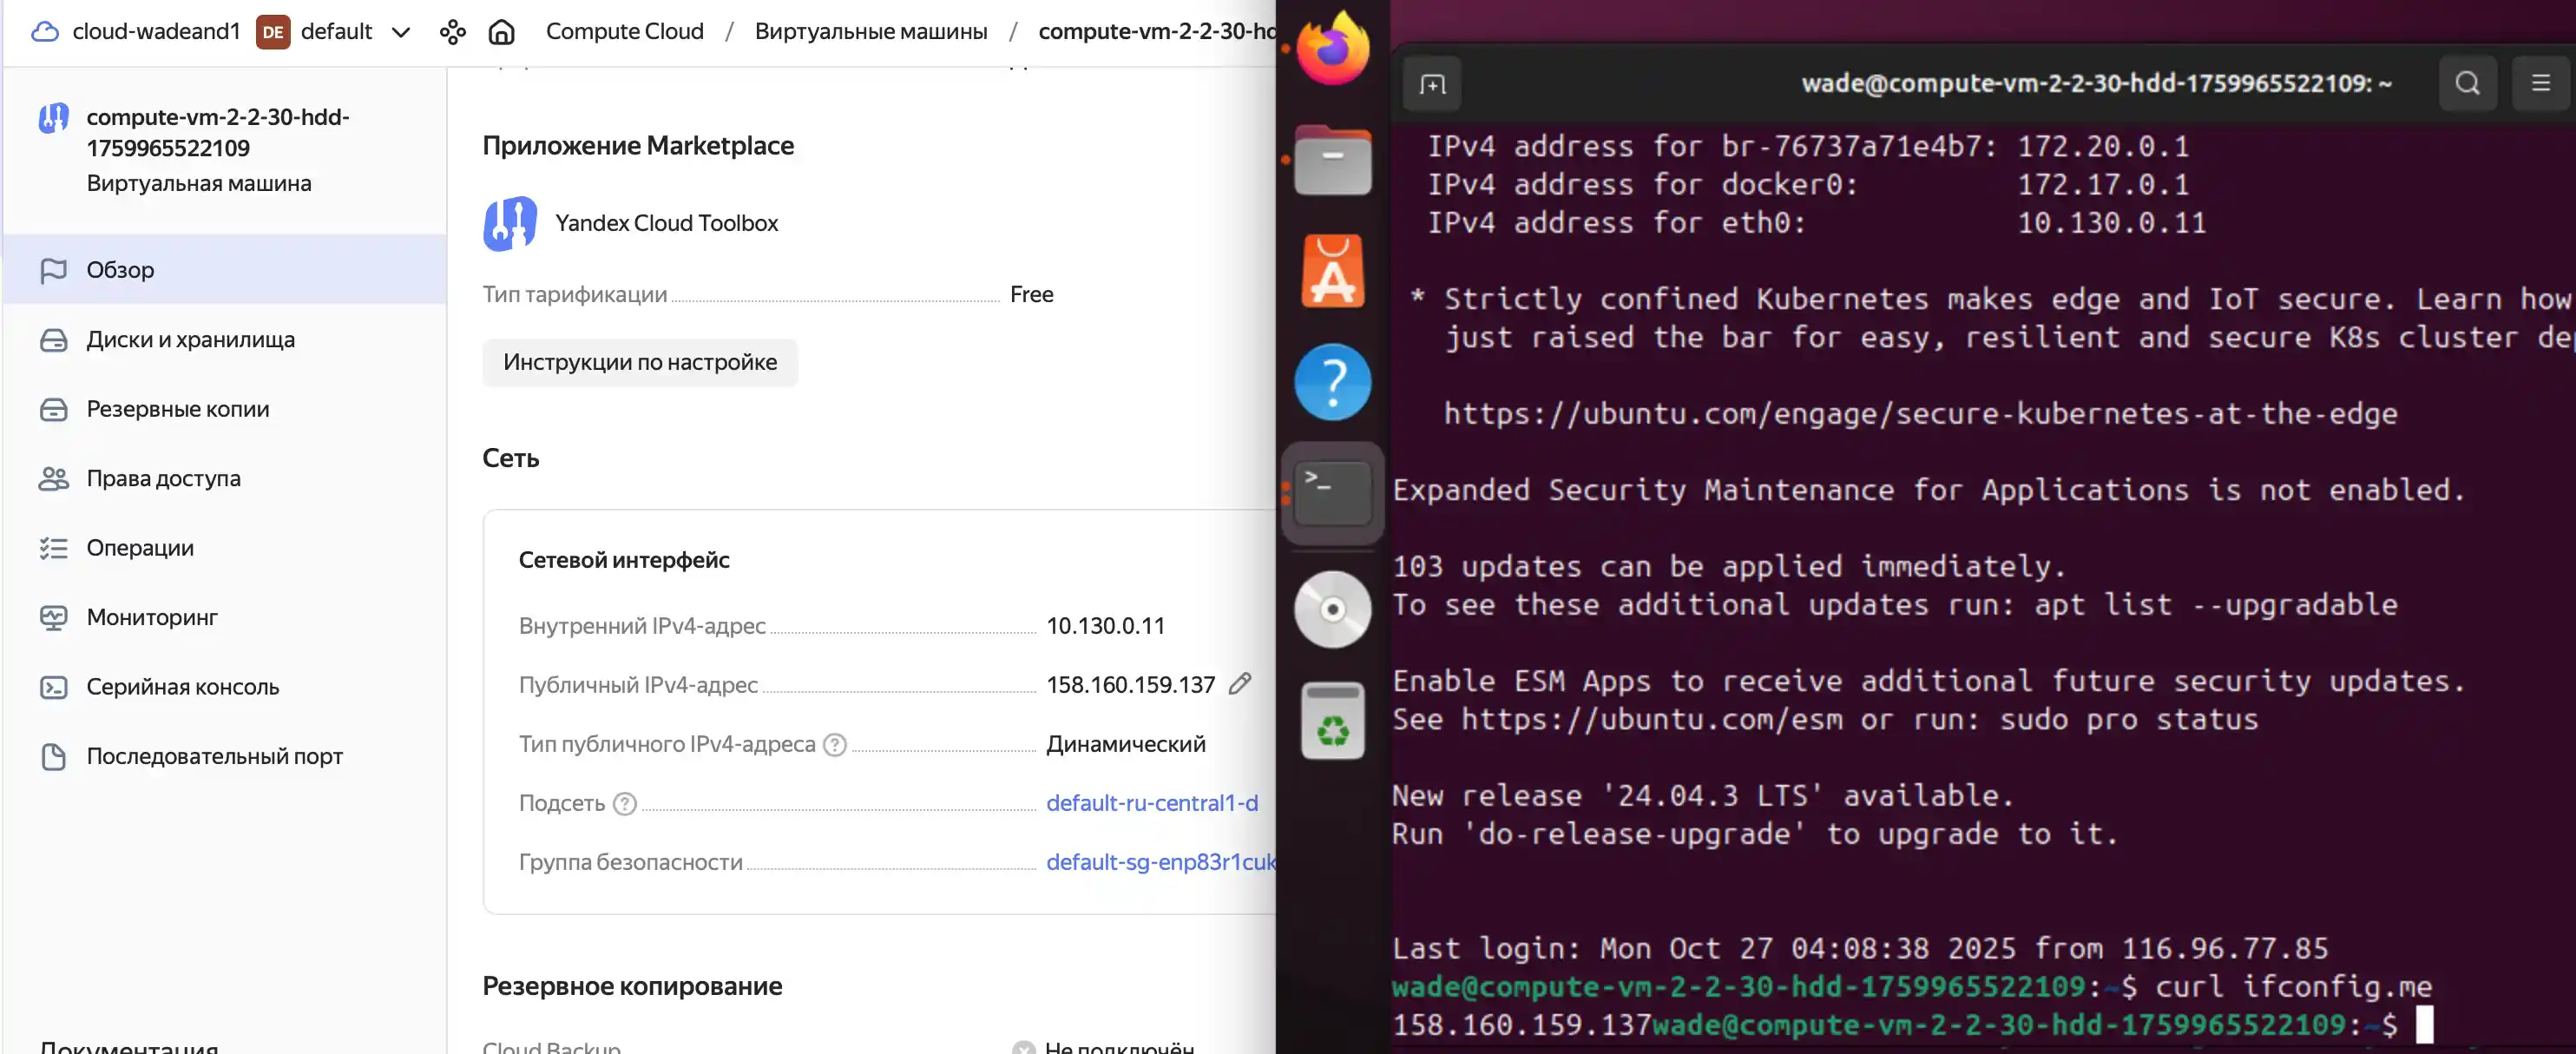 cloud-wadeand1 DE default Compute Cloud / Виртуальные машины / compute-vm-2-2-30-hd
compute-vm-2-2-30-hdd-
1759965522109
Виртуальная машина
Обзор
Диски и хранилища
Резервные копии
Права доступа
Операции
Мониторинг
Серийная консоль
Последовательный порт
Документация
Приложение Marketplace
Yandex Cloud Toolbox
Тип тарификации Free
Инструкции по настройке
Сеть
Сетевой интерфейс
Внутренний IPv4-адрес 10.130.0.11
Публичный IPv4-адрес 158.160.159.137
Тип публичного IPv4-адреса ? Динамический
Подсеть ? default-ru-central1-d
Группа безопасности default-sg-enp83r1cuk
Резервное копирование
Cloud Backup Не подключён
wade@compute-vm-2-2-30-hdd-1759965522109: ~
IPv4 address for br-76737a71e4b7: 172.20.0.1
IPv4 address for docker0: 172.17.0.1
IPv4 address for eth0: 10.130.0.11
* Strictly confined Kubernetes makes edge and IoT secure. Learn how
just raised the bar for easy, resilient and secure K8s cluster dep
https://ubuntu.com/engage/secure-kubernetes-at-the-edge
Expanded Security Maintenance for Applications is not enabled.
103 updates can be applied immediately.
To see these additional updates run: apt list --upgradable
Enable ESM Apps to receive additional future security updates.
See https://ubuntu.com/esm or run: sudo pro status
New release '24.04.3 LTS' available.
Run 'do-release-upgrade' to upgrade to it.
Last login: Mon Oct 27 04:08:38 2025 from 116.96.77.85
wade@compute-vm-2-2-30-hdd-1759965522109:~$ curl ifconfig.me
158.160.159.137wade@compute-vm-2-2-30-hdd-1759965522109:~$